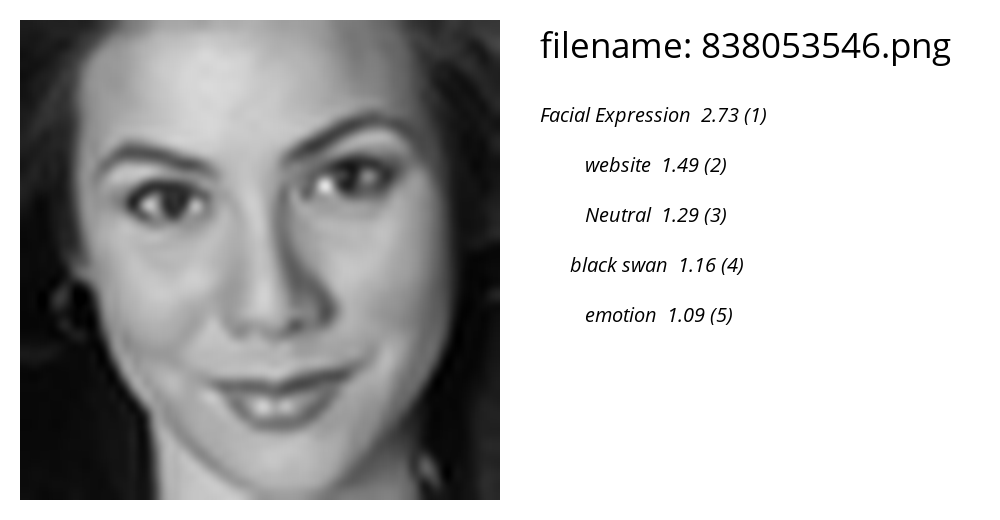 filename: 838053546.png
Facial Expression 2.73 (1)
website 1.49 (2)
Neutral 1.29 (3)
black swan 1.16 (4)
emotion 1.09 (5)